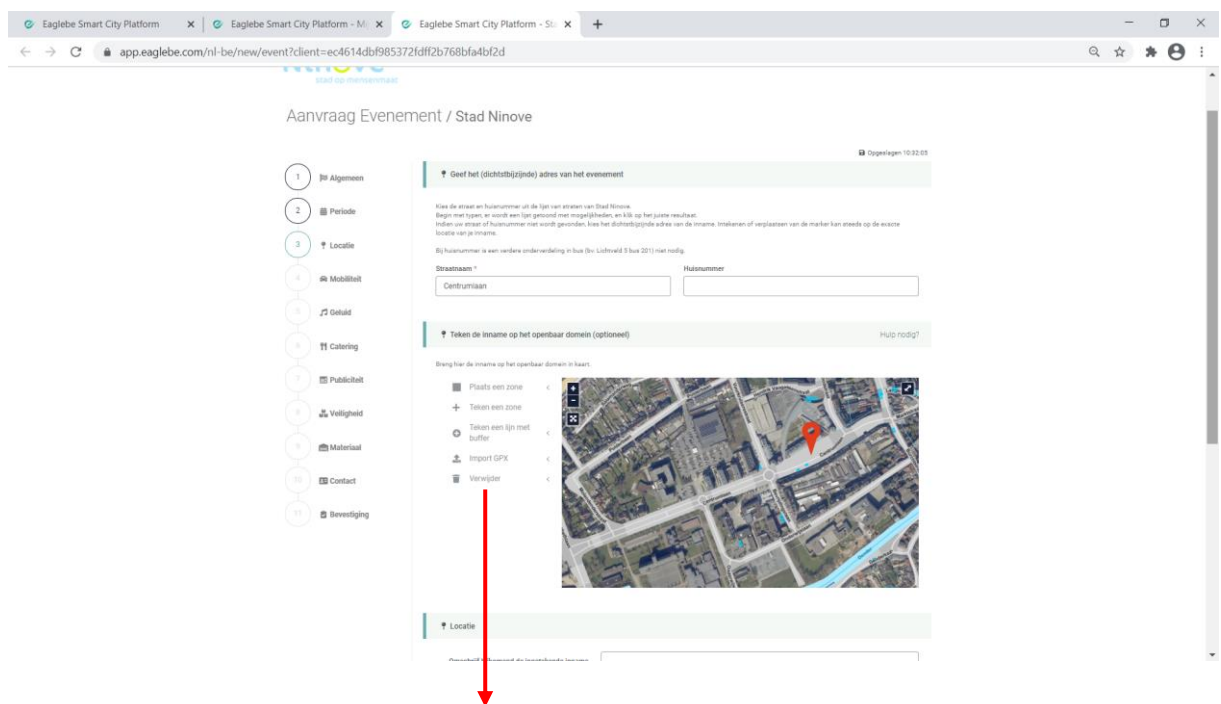 Eaglebe Smart City Platform
Eaglebe Smart City Platform - Mi
Eaglebe Smart City Platform - Sta
app.eaglebe.com/nl-be/new/event?client=ec4614dbf985372fdff2b768bfa4bf2d
stad op mensenmaat
Aanvraag Evenement / Stad Ninove
Opgeslagen 10:32:05
1 Algemeen
2 Periode
3 Locatie
4 Mobiliteit
5 Geluid
6 Catering
7 Publiciteit
8 Veiligheid
9 Materiaal
10 Contact
11 Bevestiging
Geef het (dichtstbijzijnde) adres van het evenement
Kies de straat en huisnummer uit de lijst van straten van Stad Ninove.
Begin met typen, er wordt een lijst getoond met mogelijkheden, en klik op het juiste resultaat.
Indien uw straat of huisnummer niet wordt gevonden, kies het dichtstbijzijnde adres van de inname. Intekenen of verplaatsen van de marker kan steeds op de exacte
locatie van je inname.
Bij huisnummer is een verdere onderverdeling in bus (bv. Lichtveld 5 bus 201) niet nodig.
Straatnaam *
Huisnummer
Centrumlaan
Teken de inname op het openbaar domein (optioneel)
Hulp nodig?
Breng hier de inname op het openbaar domein in kaart.
Plaats een zone
Teken een zone
Teken een lijn met
buffer
Import GPX
Verwijder
Centrumlaan
Locatie